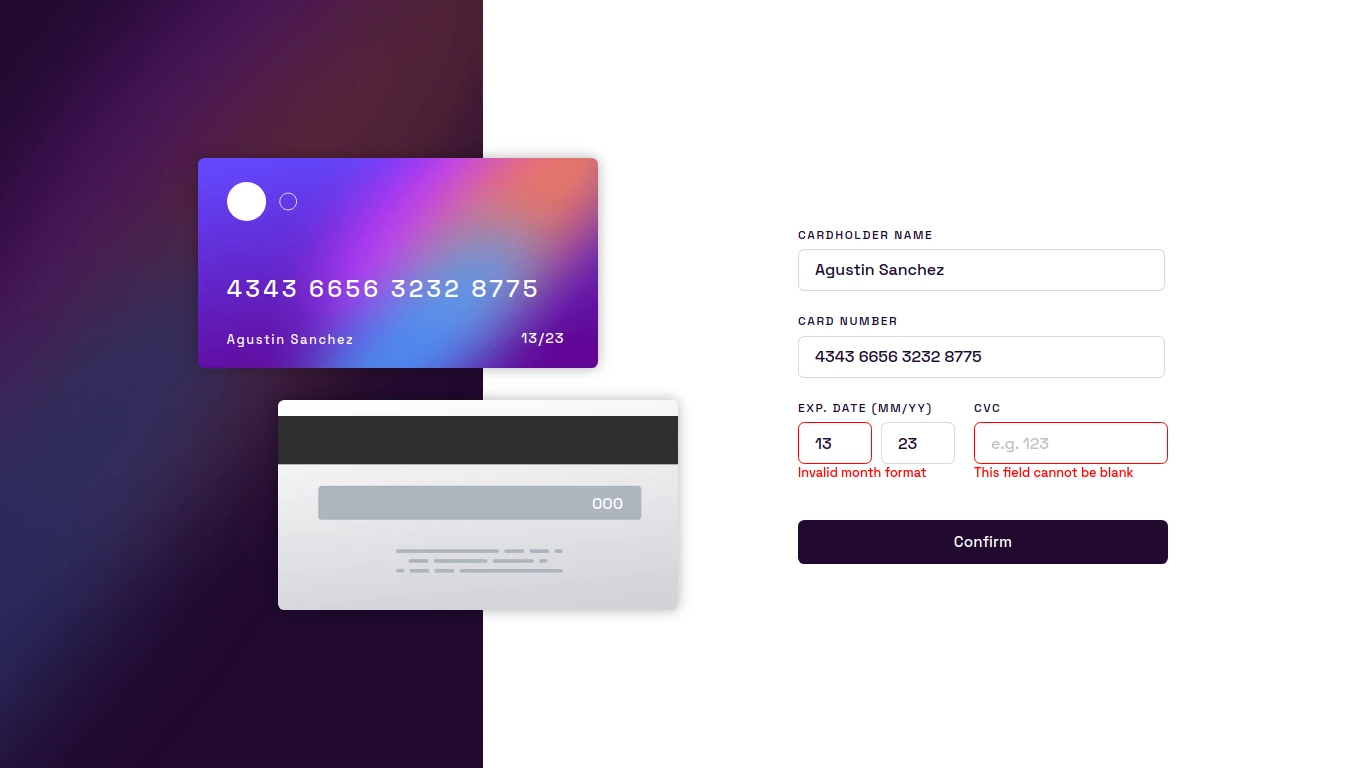 4343 6656 3232 8775
Agustin Sanchez
13/23
000
CARDHOLDER NAME
Agustin Sanchez
CARD NUMBER
4343 6656 3232 8775
EXP. DATE (MM/YY)
CVC
13
23
e.g. 123
Invalid month format
This field cannot be blank
Confirm